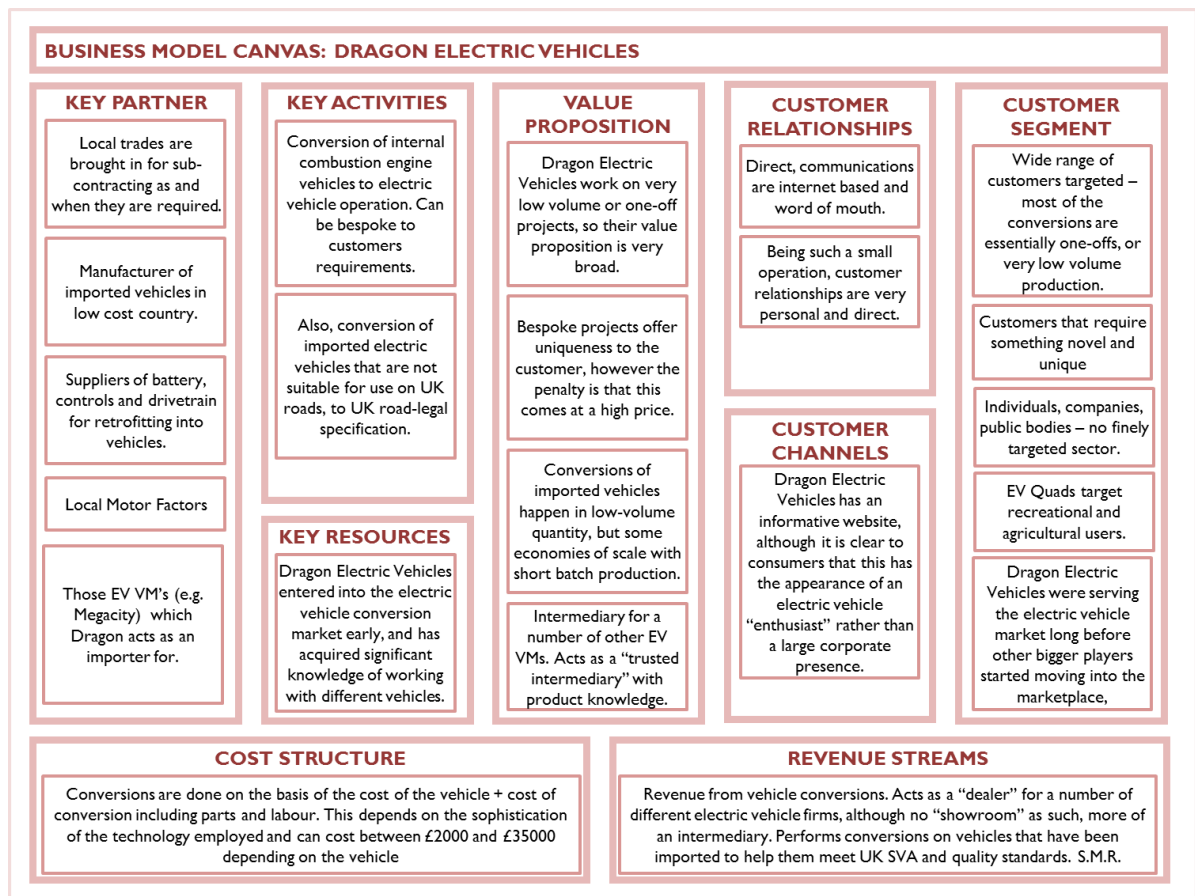 BUSINESS MODEL CANVAS: DRAGON ELECTRIC VEHICLES
KEY PARTNER
Local trades are
brought in for sub-
contracting as and
when they are required.
Manufacturer of
imported vehicles in
low cost country.
Suppliers of battery,
controls and drivetrain
for retrofitting into
vehicles.
Local Motor Factors
Those EV VM's (e.g.
Megacity) which
Dragon acts as an
importer for.
KEY ACTIVITIES
Conversion of internal
combustion engine
vehicles to electric
vehicle operation. Can
be bespoke to
customers
requirements.
Also, conversion of
imported electric
vehicles that are not
suitable for use on UK
roads, to UK road-legal
specification.
KEY RESOURCES
Dragon Electric Vehicles
entered into the electric
vehicle conversion
market early, and has
acquired significant
knowledge of working
with different vehicles.
VALUE
PROPOSITION
Dragon Electric
Vehicles work on very
low volume or one-off
projects, so their value
proposition is very
broad.
Bespoke projects offer
uniqueness to the
customer, however the
penalty is that this
comes at a high price.
Conversions of
imported vehicles
happen in low-volume
quantity, but some
economies of scale with
short batch production.
Intermediary for a
number of other EV
VMs. Acts as a “trusted
intermediary” with
product knowledge.
CUSTOMER
RELATIONSHIPS
Direct, communications
are internet based and
word of mouth.
Being such a small
operation, customer
relationships are very
personal and direct.
CUSTOMER
CHANNELS
Dragon Electric
Vehicles has an
informative website,
although it is clear to
consumers that this has
the appearance of an
electric vehicle
“enthusiast” rather than
a large corporate
presence.
CUSTOMER
SEGMENT
Wide range of
customers targeted –
most of the
conversions are
essentially one-offs, or
very low volume
production.
Customers that require
something novel and
unique
Individuals, companies,
public bodies – no finely
targeted sector.
EV Quads target
recreational and
agricultural users.
Dragon Electric
Vehicles were serving
the electric vehicle
market long before
other bigger players
started moving into the
marketplace,
COST STRUCTURE
Conversions are done on the basis of the cost of the vehicle + cost of
conversion including parts and labour. This depends on the sophistication
of the technology employed and can cost between £2000 and £35000
depending on the vehicle
REVENUE STREAMS
Revenue from vehicle conversions. Acts as a “dealer” for a number of
different electric vehicle firms, although no “showroom” as such, more of
an intermediary. Performs conversions on vehicles that have been
imported to help them meet UK SVA and quality standards. S.M.R.